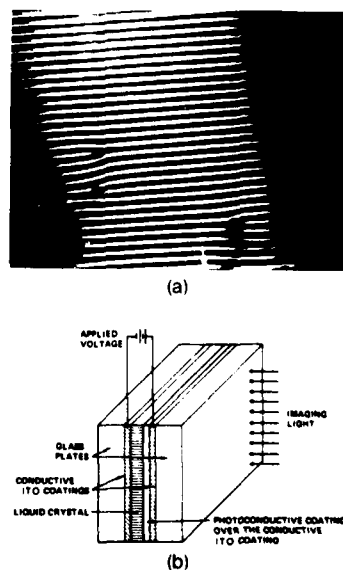 (a)
APPLIED
VOLTAGE
GLASS
PLATES
IMAGING
LIGHT
CONDUCTIVE
ITO COATINGS
LIQUID CRYSTAL
PHOTOCONDUCTIVE COATING
OVER THE CONDUCTIVE
ITO COATING
(b)